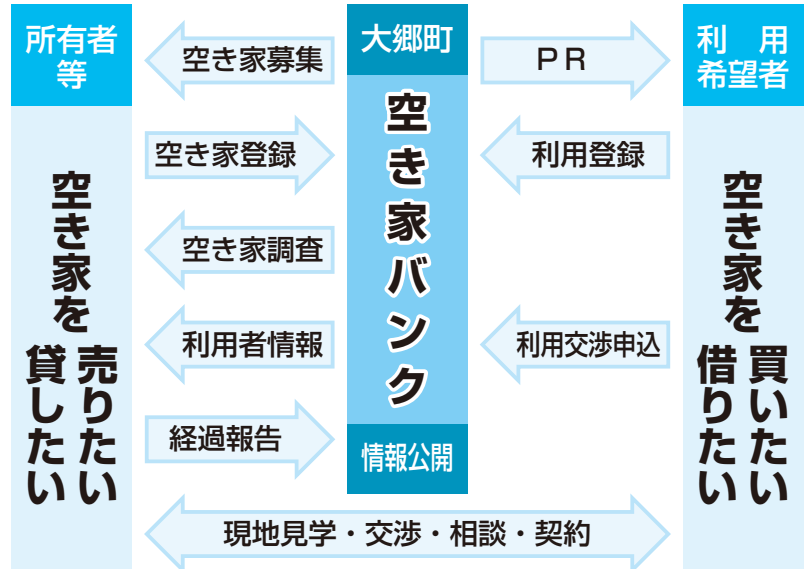 所有者
等
空き家を
売りたい
貸したい
空き家募集
空き家登録
空き家調査
利用者情報
経過報告
大郷町
空き家バンク
情報公開
PR
利用登録
利用交渉申込
利用
希望者
空き家を
買いたい
借りたい
現地見学・交渉・相談・契約